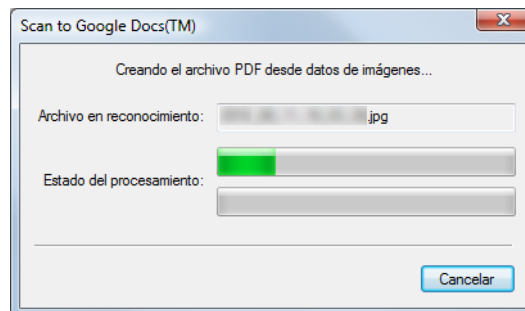 Scan to Google Docs(TM)
Creando el archivo PDF desde datos de imágenes...
Archivo en reconocimiento: .jpg
Estado del procesamiento:
Cancelar